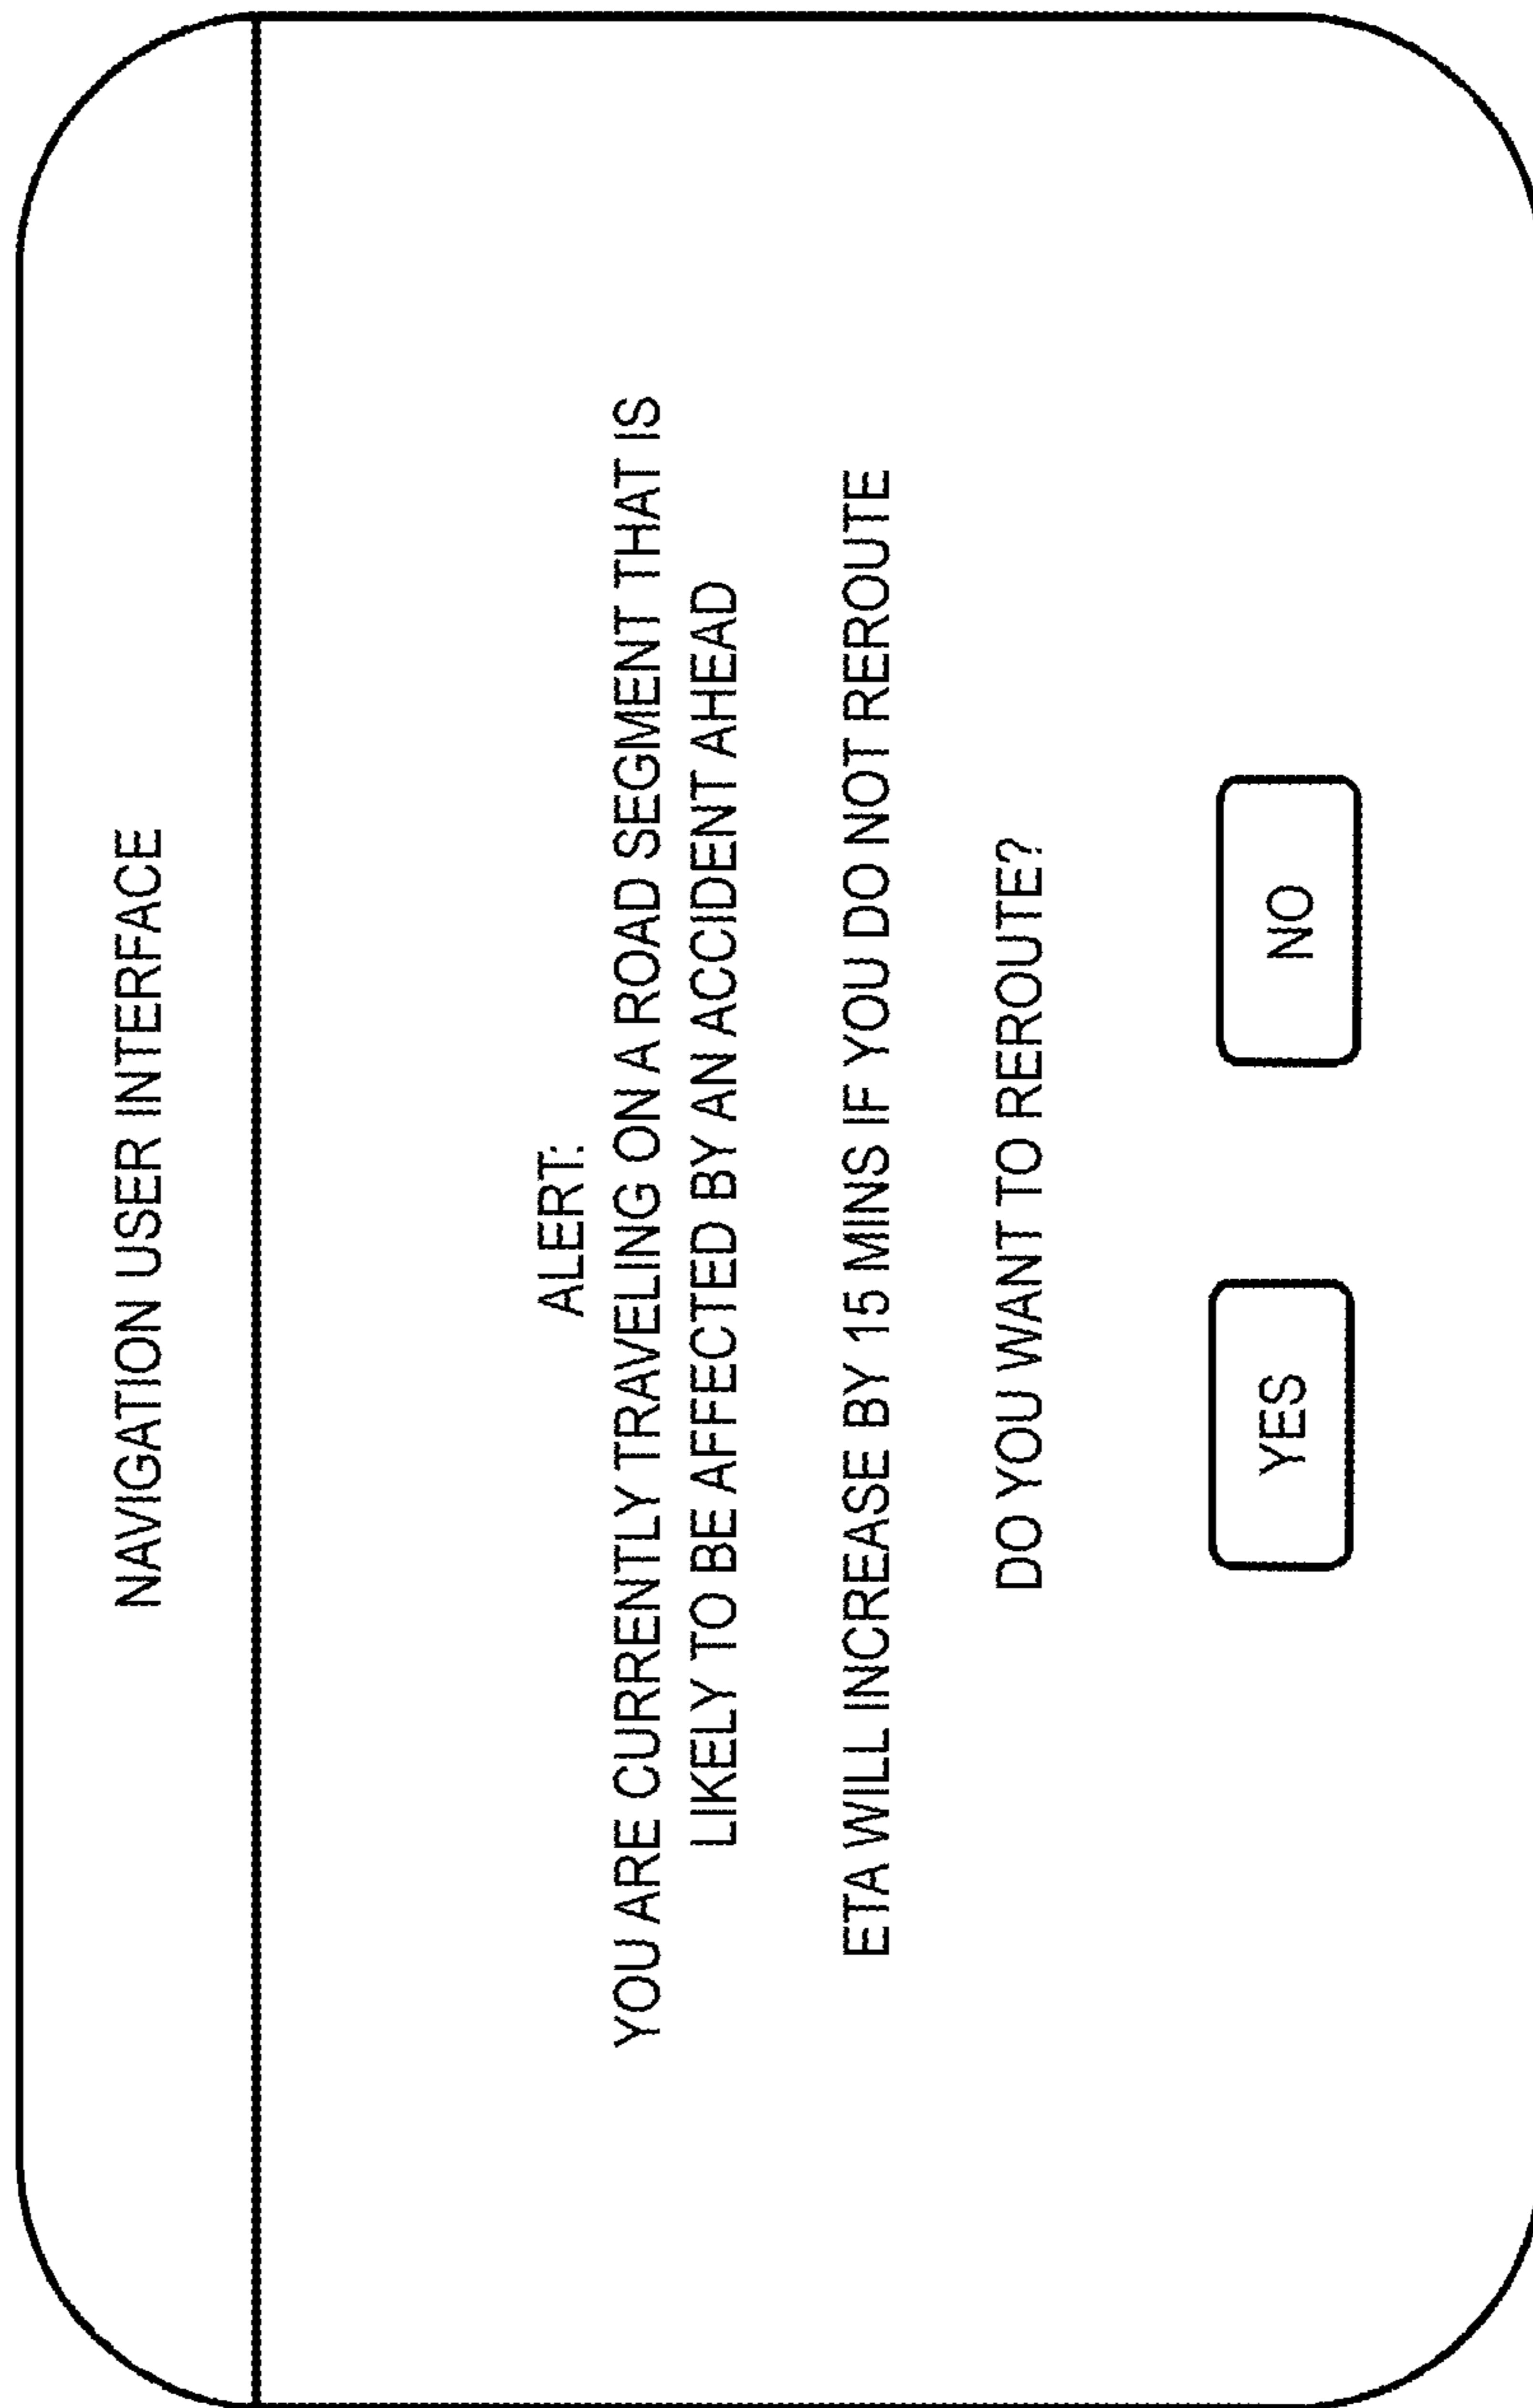 NAVIGATION USER INTERFACE
ALERT:
YOU ARE CURRENTLY TRAVELING ON A ROAD SEGMENT THAT IS
LIKELY TO BE AFFECTED BY AN ACCIDENT AHEAD
ETA WILL INCREASE BY 15 MINS IF YOU DO NOT REROUTE
DO YOU WANT TO REROUTE?
YES
NO